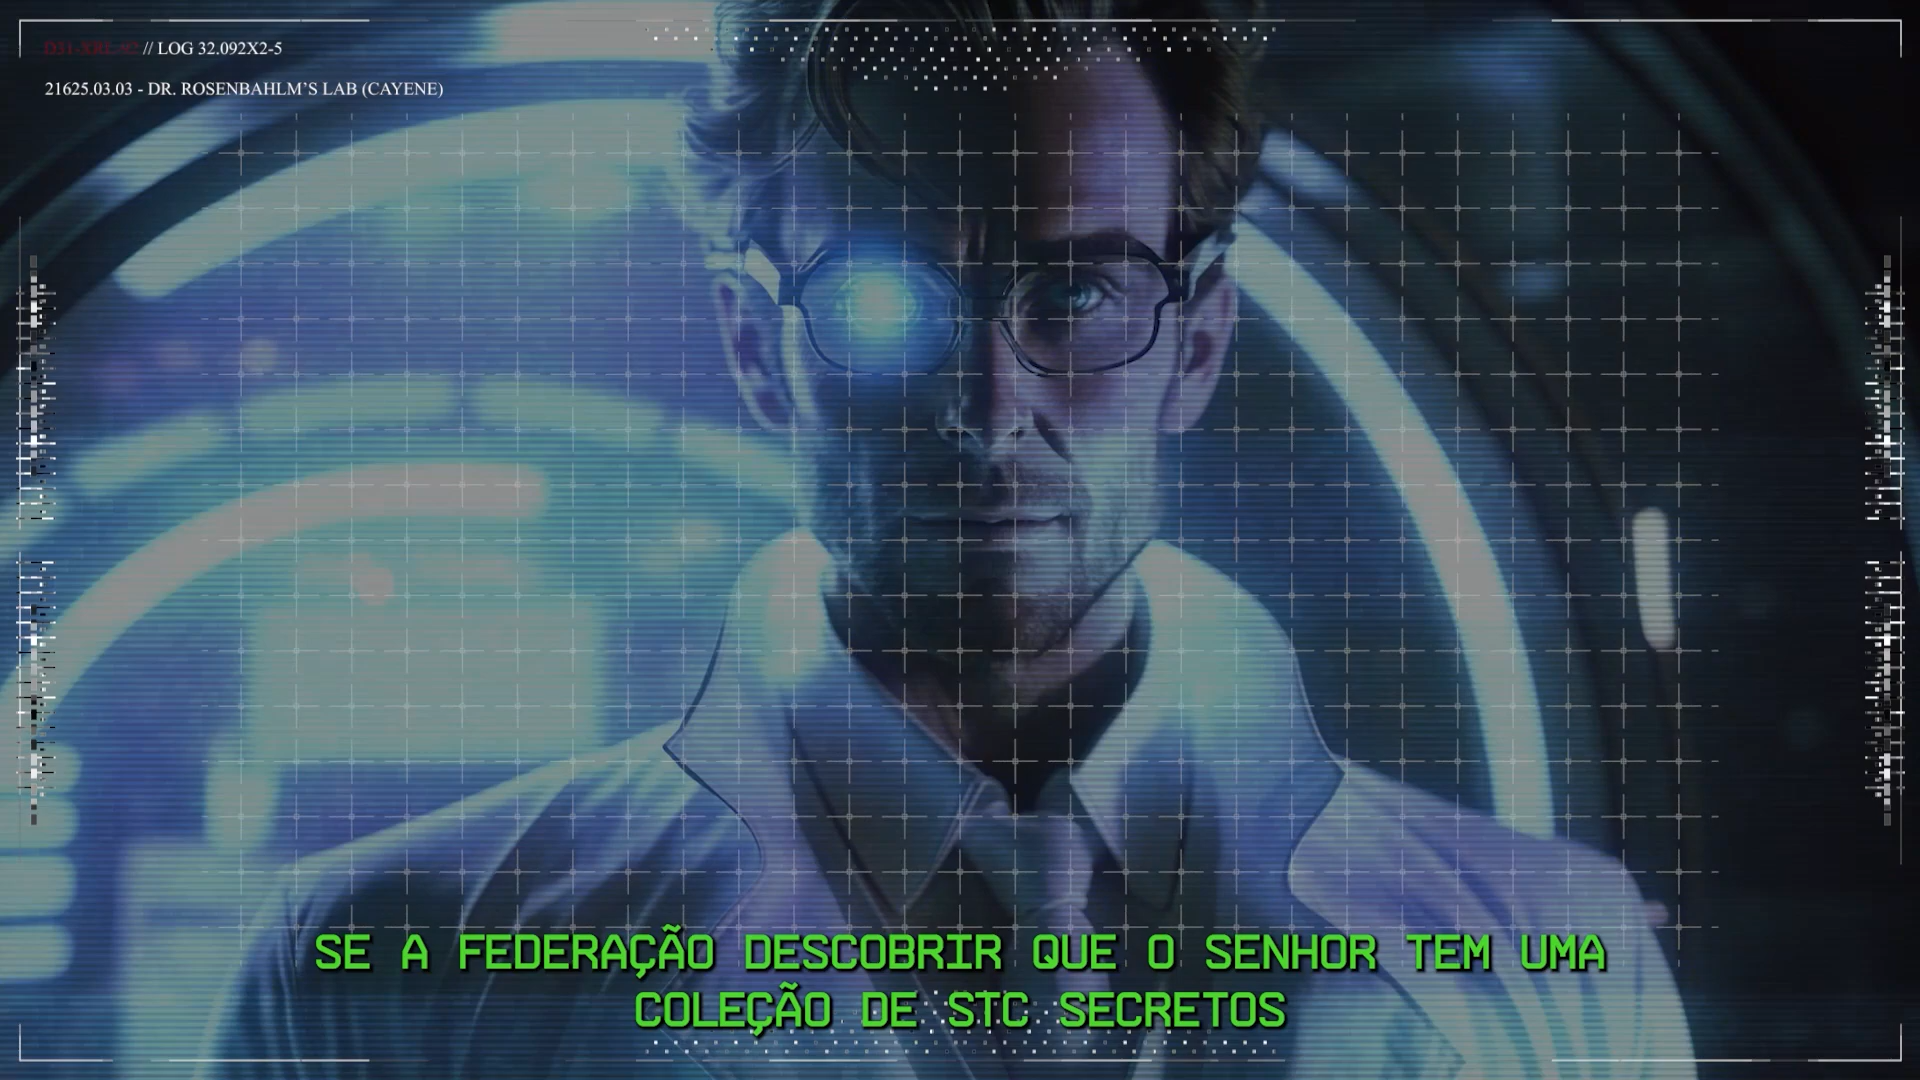 // LOG 32.092X2-5
21625.03.03 - DR. ROSENBAHLM’S LAB (CAYENE)
SE A FEDERAÇÃO DESCOBRIR QUE O SENHOR TEM UMA
COLEÇÃO DE STC SECRETOS